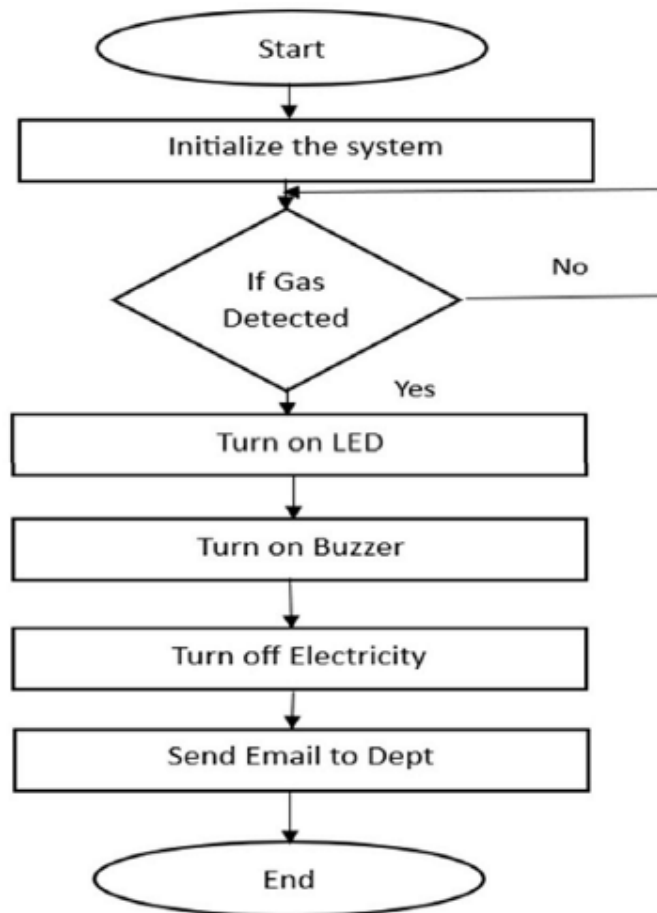 Start
Initialize the system
If Gas
Detected
No
Yes
Turn on LED
Turn on Buzzer
Turn off Electricity
Send Email to Dept
End